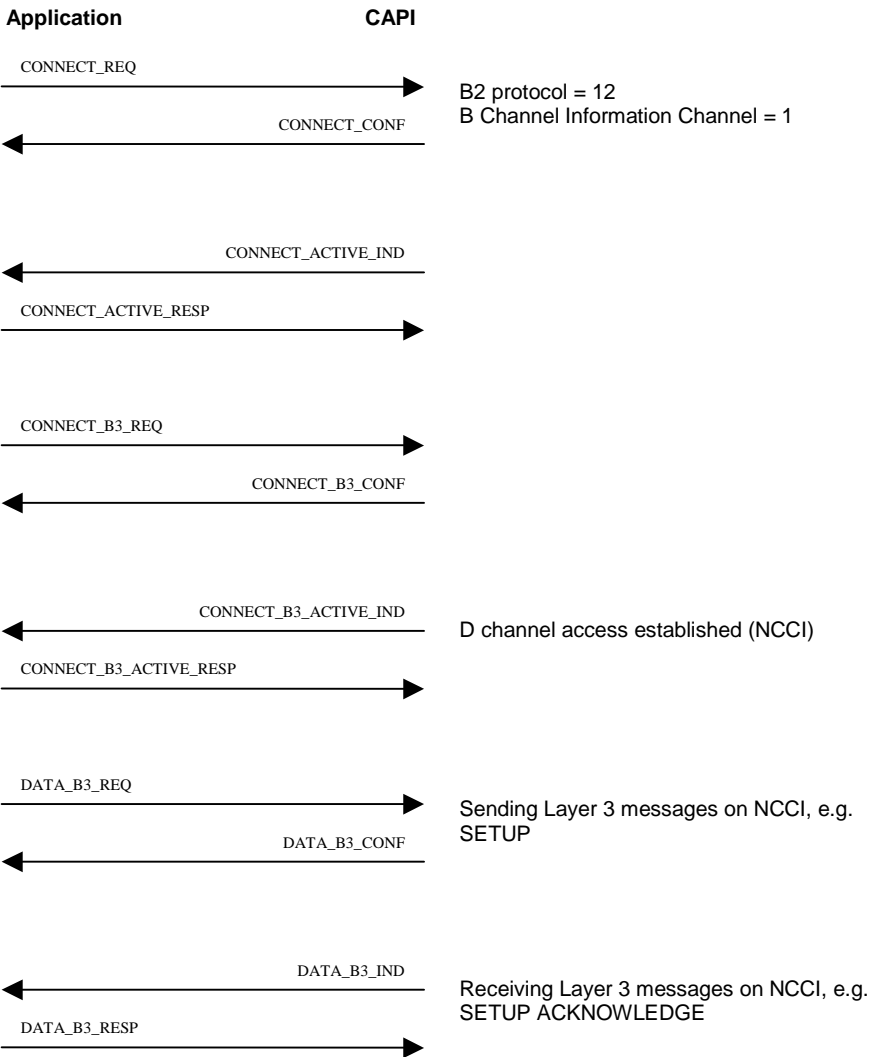 Application CAPI
CONNECT_REQ
B2 protocol = 12
B Channel Information Channel = 1
CONNECT_CONF
CONNECT_ACTIVE_IND
CONNECT_ACTIVE_RESP
CONNECT_B3_REQ
CONNECT_B3_CONF
CONNECT_B3_ACTIVE_IND
D channel access established (NCCI)
CONNECT_B3_ACTIVE_RESP
DATA_B3_REQ
Sending Layer 3 messages on NCCI, e.g.
SETUP
DATA_B3_CONF
DATA_B3_IND
Receiving Layer 3 messages on NCCI, e.g.
SETUP ACKNOWLEDGE
DATA_B3_RESP